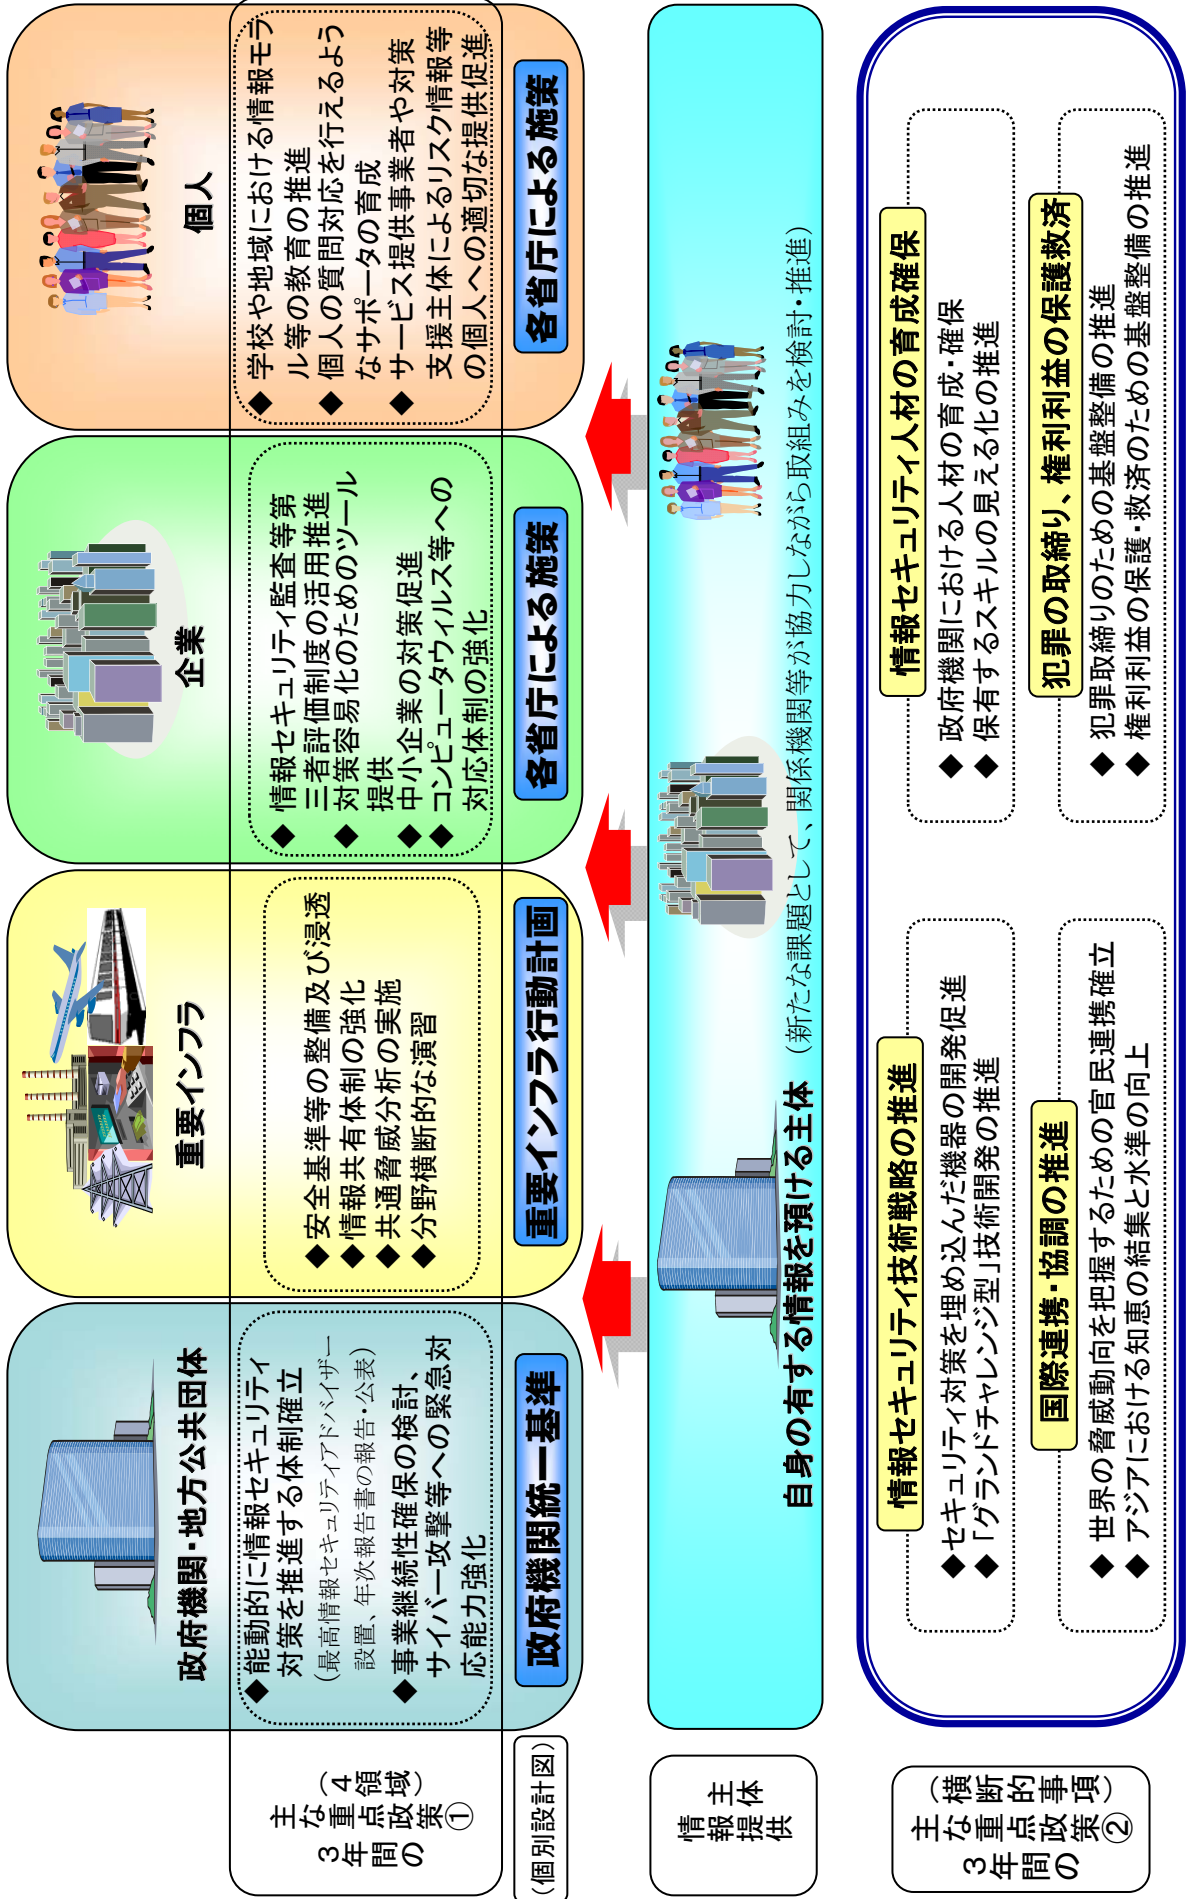 3年間の
主な重点政策①
（4領域）
政府機関・地方公共団体
◆能動的に情報セキュリティ
対策を推進する体制確立
（最高情報セキュリティアドバイザー
設置、年次報告書の報告・公表）
◆事業継続性確保の検討、
サイバー攻撃等への緊急対
応能力強化
重要インフラ
◆安全基準等の整備及び浸透
◆情報共有体制の強化
◆共通脅威分析の実施
◆分野横断的な演習
企業
◆ 情報セキュリティ監査等第
三者評価制度の活用推進
◆ 対策容易化のためのツール
提供
◆ 中小企業の対策促進
◆ コンピュータウィルス等への
対応体制の強化
個人
◆ 学校や地域における情報モラ
ル等の教育の推進
◆ 個人の質問対応を行えるよう
なサポータの育成
◆ サービス提供事業者や対策
支援主体によるリスク情報等
の個人への適切な提供促進
（個別設計図）
政府機関統一基準
重要インフラ行動計画
各省庁による施策
各省庁による施策
情報提供
主体
自身の有する情報を預ける主体（新たな課題として、関係機関等が協力しながら取組みを検討・推進）
3年間の
主な重点政策②
（横断的事項）
情報セキュリティ技術戦略の推進
◆セキュリティ対策を埋め込んだ機器の開発促進
◆「グランドチャレンジ型」技術開発の推進
情報セキュリティ人材の育成確保
◆ 政府機関における人材の育成・確保
◆ 保有するスキルの見える化の推進
国際連携・協調の推進
◆ 世界の脅威動向を把握するための官民連携確立
◆ アジアにおける知恵の結集と水準の向上
犯罪の取締り、権利利益の保護救済
◆ 犯罪取締りのための基盤整備の推進
◆ 権利利益の保護・救済のための基盤整備の推進